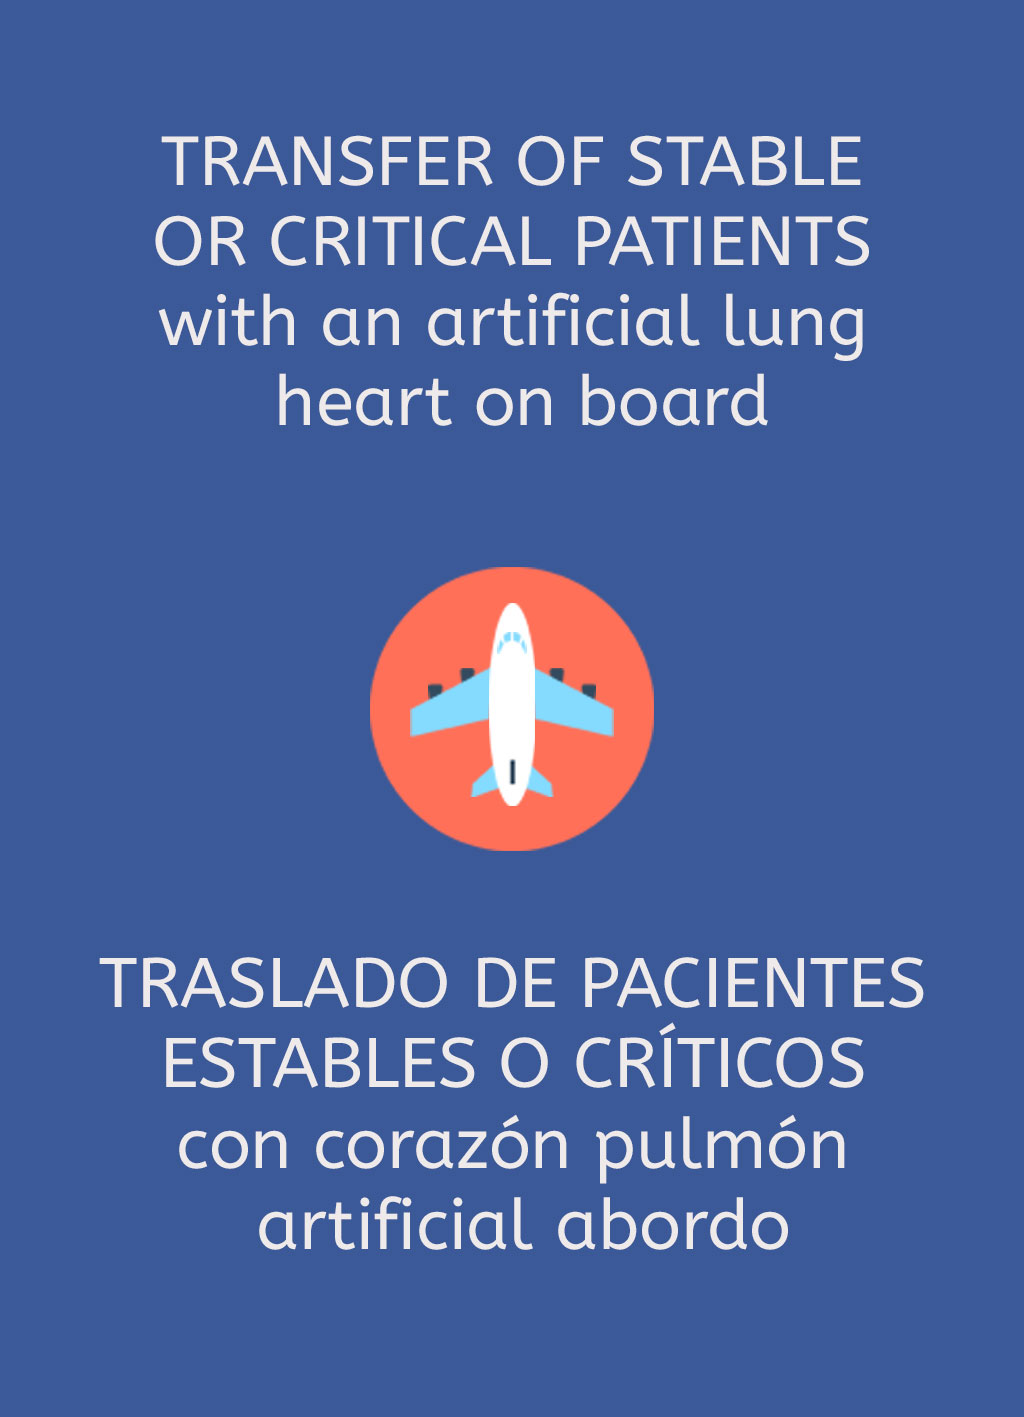 TRANSFER OF STABLE
OR CRITICAL PATIENTS
with an artificial lung
heart on board
TRASLADO DE PACIENTES
ESTABLES O CRÍTICOS
con corazón pulmón
artificial abordo